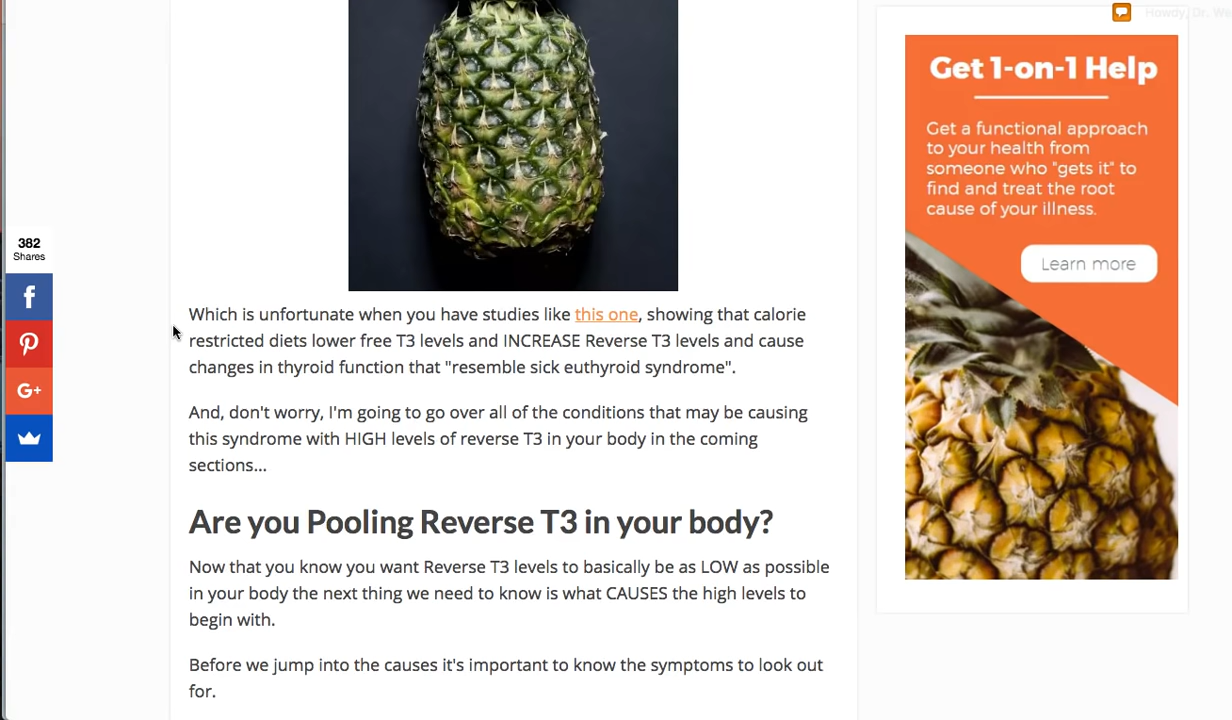 Howdy, Dr. We
382
Shares
f
G+
Which is unfortunate when you have studies like this one, showing that calorie
restricted diets lower free T3 levels and INCREASE Reverse T3 levels and cause
changes in thyroid function that "resemble sick euthyroid syndrome".
And, don't worry, I'm going to go over all of the conditions that may be causing
this syndrome with HIGH levels of reverse T3 in your body in the coming
sections...
Are you Pooling Reverse T3 in your body?
Now that you know you want Reverse T3 levels to basically be as LOW as possible
in your body the next thing we need to know is what CAUSES the high levels to
begin with.
Before we jump into the causes it's important to know the symptoms to look out
for.
Get 1-on-1 Help
Get a functional approach
to your health from
someone who "gets it" to
find and treat the root
cause of your illness.
Learn more